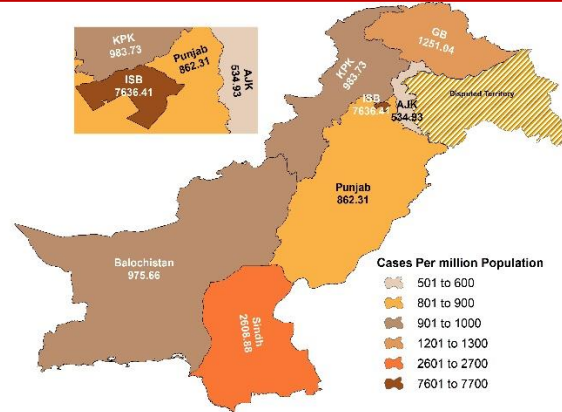 KPK
983.73
Punjab
862.31
ISB
7636.41
AJK
534.93
GB
1251.04
KPK
983.73
ISB
7636.41
AJK
534.93
Disputed Territory
Punjab
862.31
Balochistan
975.66
Sindh
2608.88
Cases Per million Population
501 to 600
801 to 900
901 to 1000
1201 to 1300
2601 to 2700
7601 to 7700